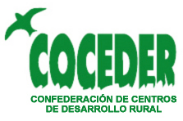 COCEDER
CONFEDERACIÓN DE CENTROS
DE DESARROLLO RURAL